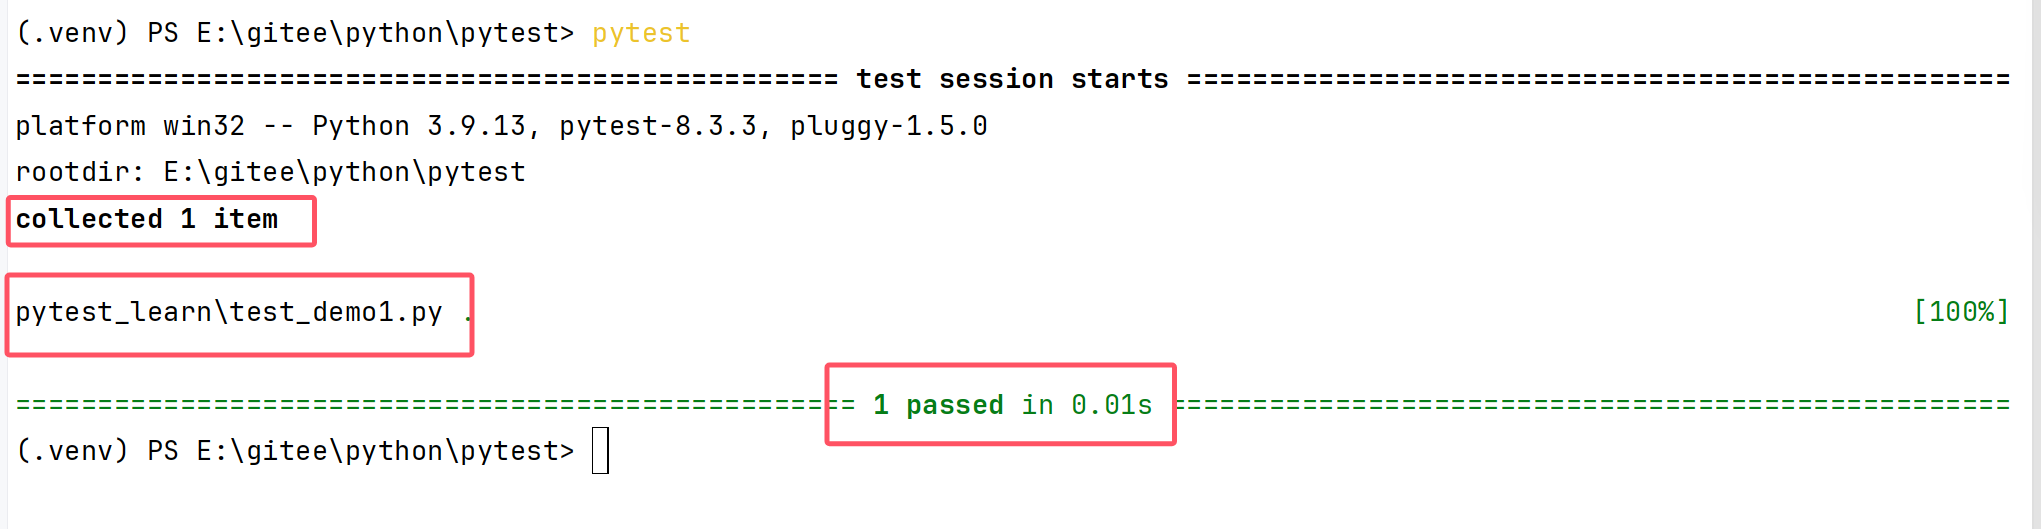 (.venv) PS E:\gitee\python\pytest> pytest
================================================== test session starts ==================================================
platform win32 -- Python 3.9.13, pytest-8.3.3, pluggy-1.5.0
rootdir: E:\gitee\python\pytest
collected 1 item
pytest_learn\test_demo1.py . [100%]
=================================================== 1 passed in 0.01s ===================================================
(.venv) PS E:\gitee\python\pytest>